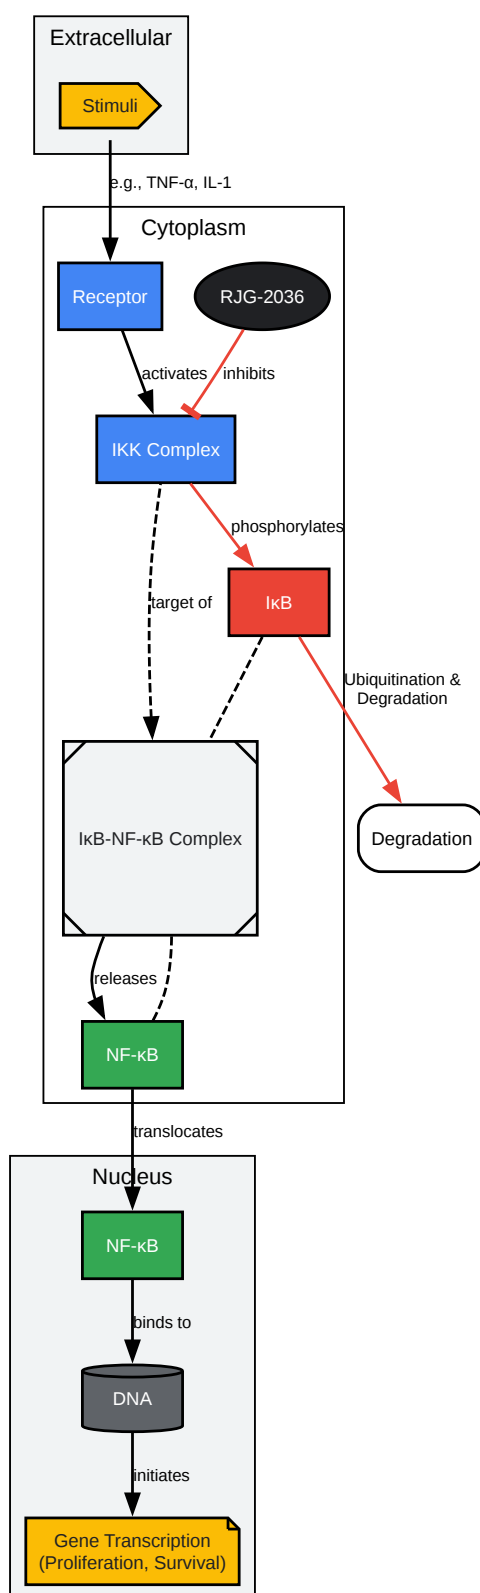 Extracellular
Stimuli
e.g., TNF-α, IL-1
Cytoplasm
Receptor
RJG-2036
activates
inhibits
IKK Complex
phosphorylates
target of
IκB
Ubiquitination &
Degradation
IκB-NF-κB Complex
Degradation
releases
NF-κB
translocates
Nucleus
NF-κB
binds to
DNA
initiates
Gene Transcription
(Proliferation, Survival)